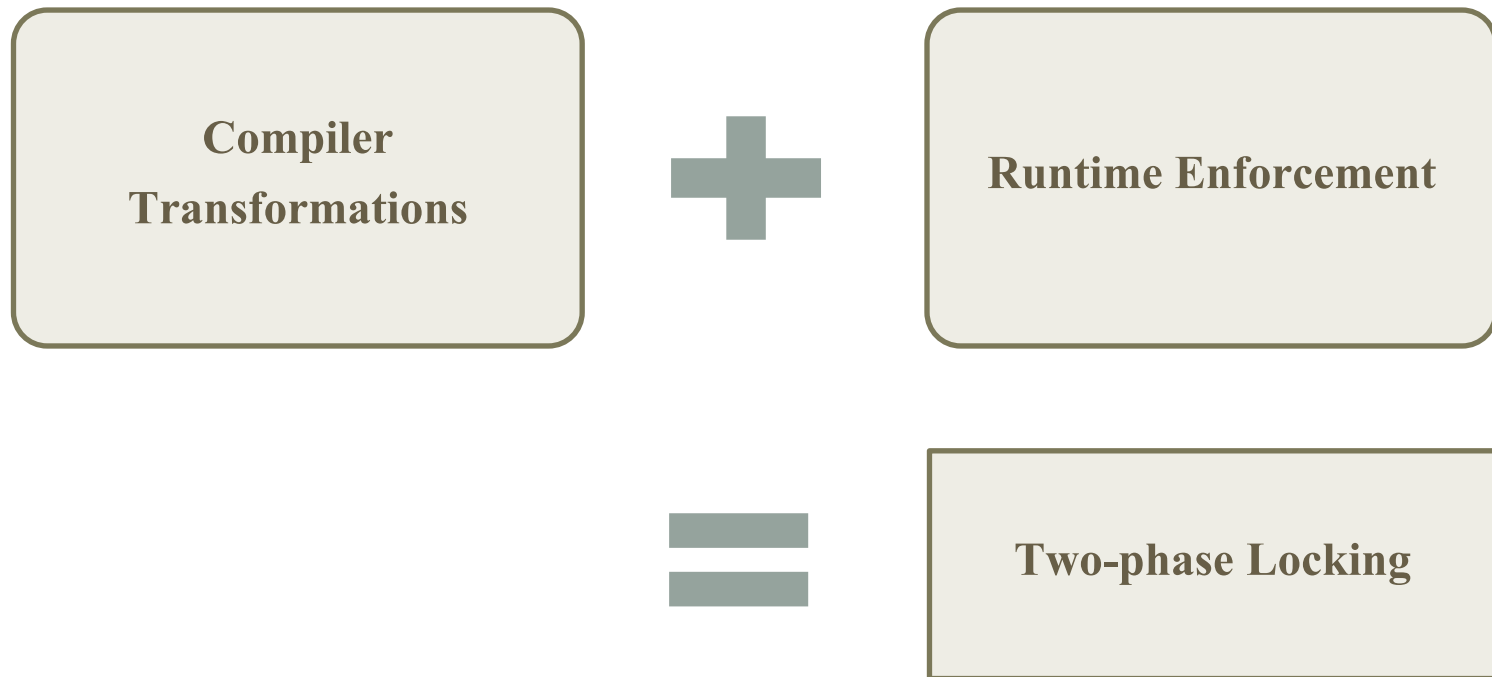 Compiler
Transformations
Runtime Enforcement
Two-phase Locking